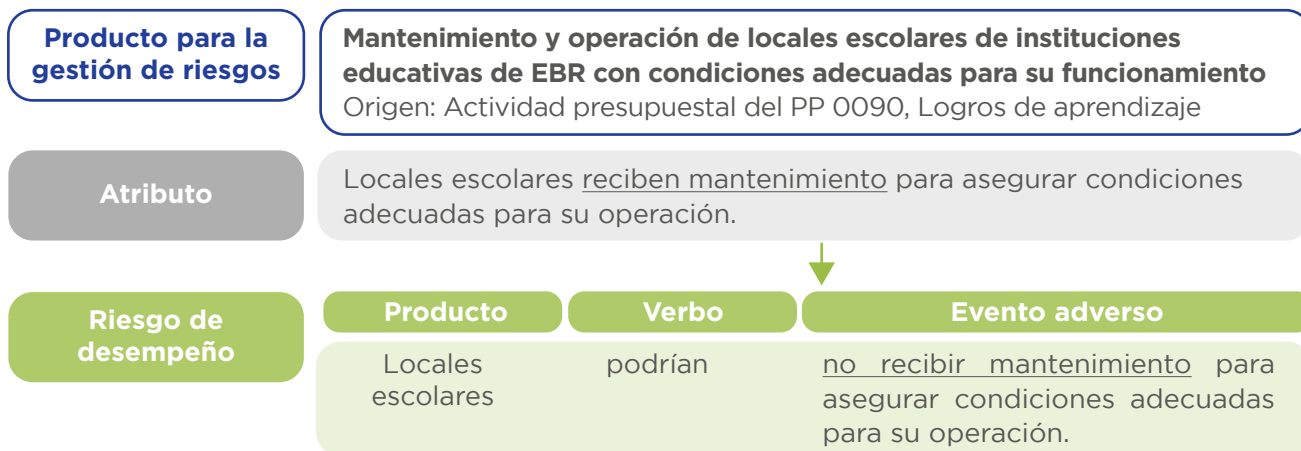 Producto para la
gestión de riesgos
Mantenimiento y operación de locales escolares de instituciones
educativas de EBR con condiciones adecuadas para su funcionamiento
Origen: Actividad presupuestal del PP 0090, Logros de aprendizaje
Atributo
Locales escolares reciben mantenimiento para asegurar condiciones
adecuadas para su operación.
Riesgo de
desempeño
Producto
Verbo
Evento adverso
Locales
escolares
podrían
no recibir mantenimiento para
asegurar condiciones adecuadas
para su operación.